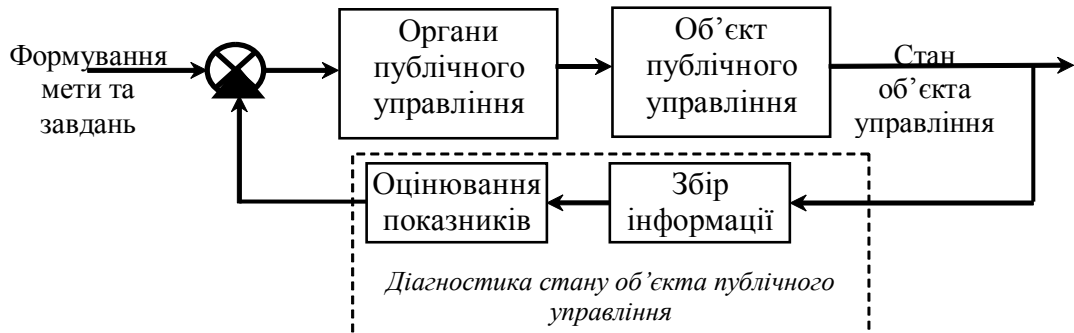 Формування
мети та
завдань
Органи
публічного
управління
Об’єкт
публічного
управління
Стан
об’єкта
управління
Оцінювання
показників
Збір
інформації
Діагностика стану об’єкта публічного
управління